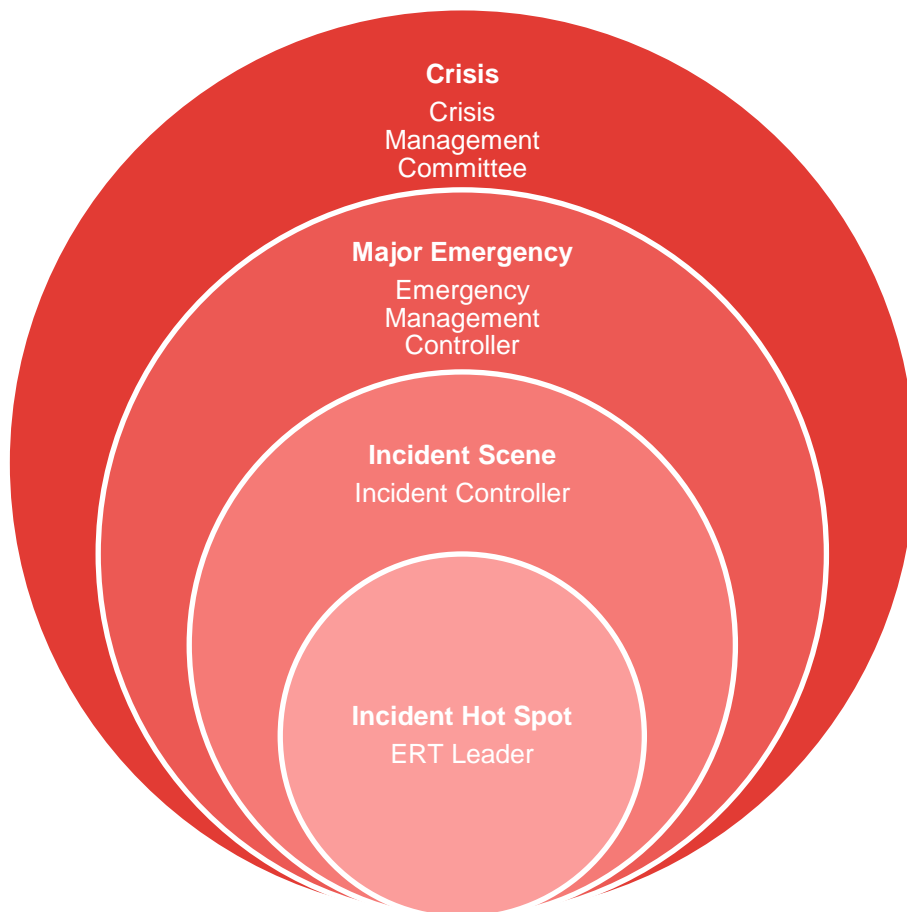 Crisis
Crisis
Management
Committee
Major Emergency
Emergency
Management
Controller
Incident Scene
Incident Controller
Incident Hot Spot
ERT Leader